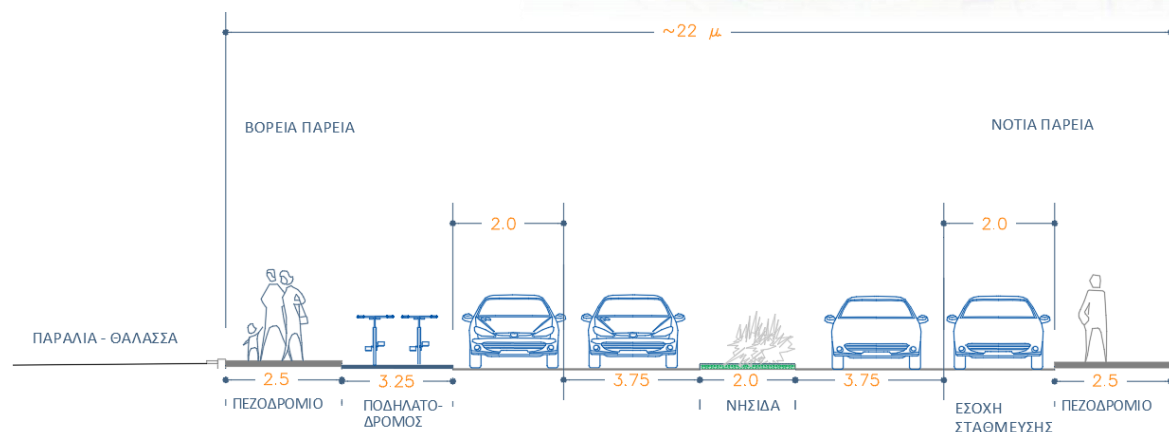 ~22 μ
ΒΟΡΕΙΑ ΠΑΡΕΙΑ
ΝΟΤΙΑ ΠΑΡΕΙΑ
2.0
2.0
ΠΑΡΑΛΙΑ - ΘΑΛΑΣΣΑ
2.5
3.25
3.75
2.0
3.75
2.5
ΠΕΖΟΔΡΟΜΙΟ
ΠΟΔΗΛΑΤΟ-
ΔΡΟΜΟΣ
ΝΗΣΙΔΑ
ΕΣΟΧΗ
ΣΤΑΘΜΕΥΣΗΣ
ΠΕΖΟΔΡΟΜΙΟ